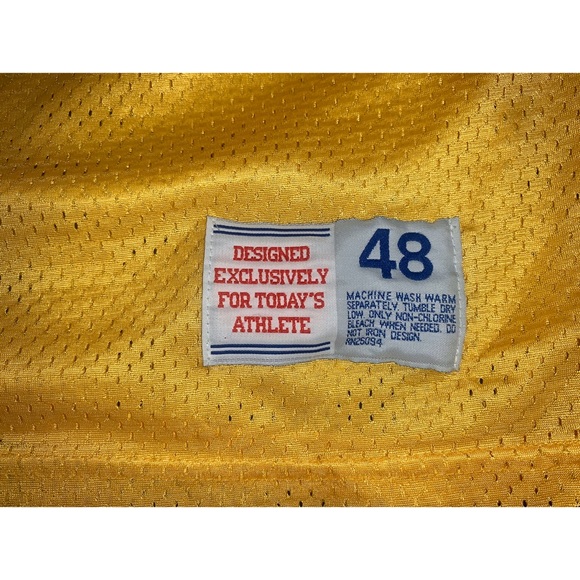 DESIGNED
EXCLUSIVELY
FOR TODAY'S
ATHLETE
48
MACHINE WASH WARM
SEPARATELY, TUMBLE DRY
LOW, ONLY NON-CHLORINE
BLEACH WHEN NEEDED. DO
NOT IRON DESIGN.
RN26094